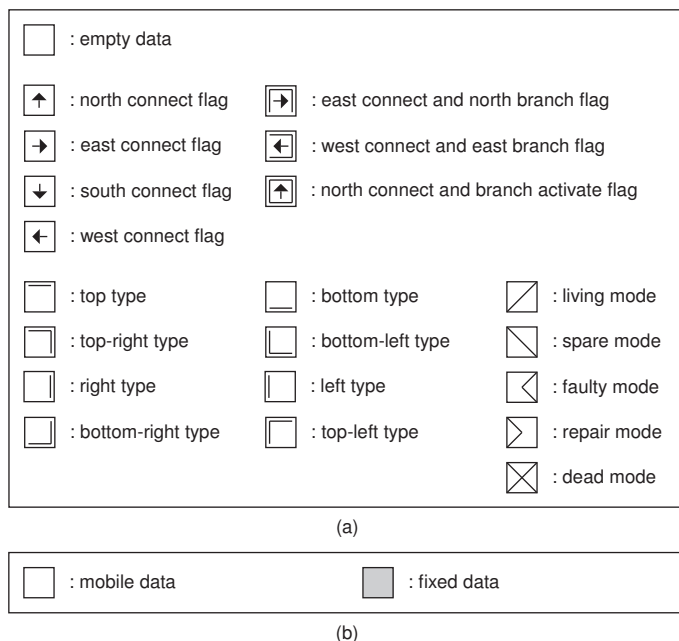 : empty data
: north connect flag
: east connect and north branch flag
: east connect flag
: west connect and east branch flag
: south connect flag
: north connect and branch activate flag
: west connect flag
: top type
: bottom type
: living mode
: top-right type
: bottom-left type
: spare mode
: right type
: left type
: faulty mode
: bottom-right type
: top-left type
: repair mode
: dead mode
(a)
: mobile data
: fixed data
(b)